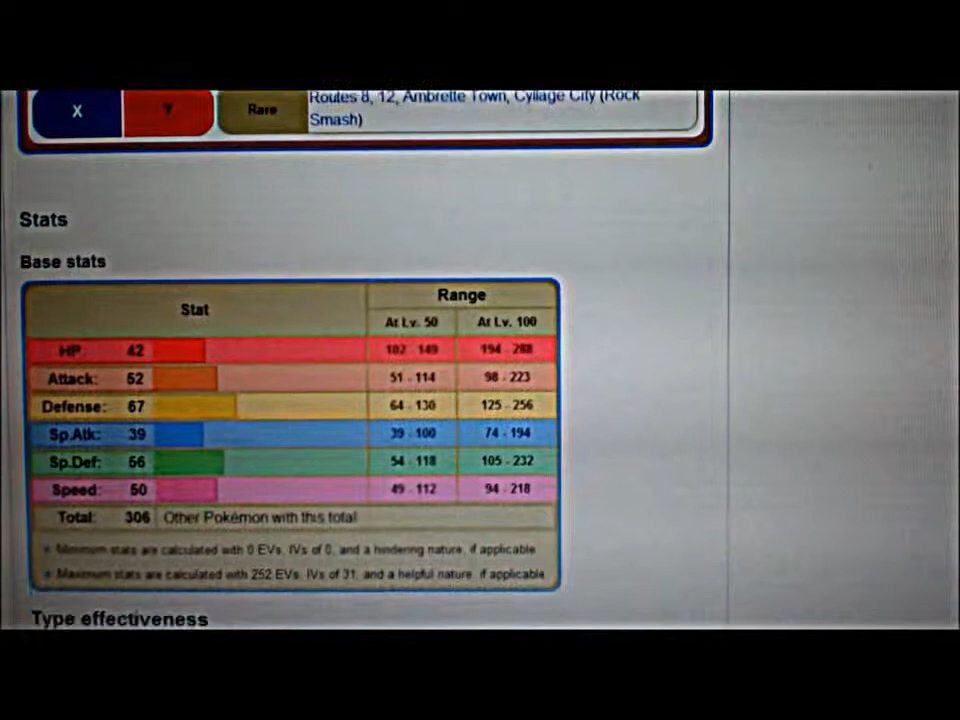 X Y Rare Routes 8, 12, Ambrette Town, Cyllage City (Rock
Smash)
Stats
Base stats
Stat Range
At Lv. 50 At Lv. 100
HP: 42 102 - 149 194 - 288
Attack: 52 51 - 114 98 - 223
Defense: 67 64 - 130 125 - 256
Sp.Atk: 39 39 - 100 74 - 194
Sp.Def: 56 54 - 118 105 - 232
Speed: 50 49 - 112 94 - 218
Total: 306 Other Pokémon with this total
Minimum stats are calculated with 0 EVs, IVs of 0, and a hindering nature, if applicable
Maximum stats are calculated with 252 EVs, IVs of 31, and a helpful nature, if applicable
Type effectiveness